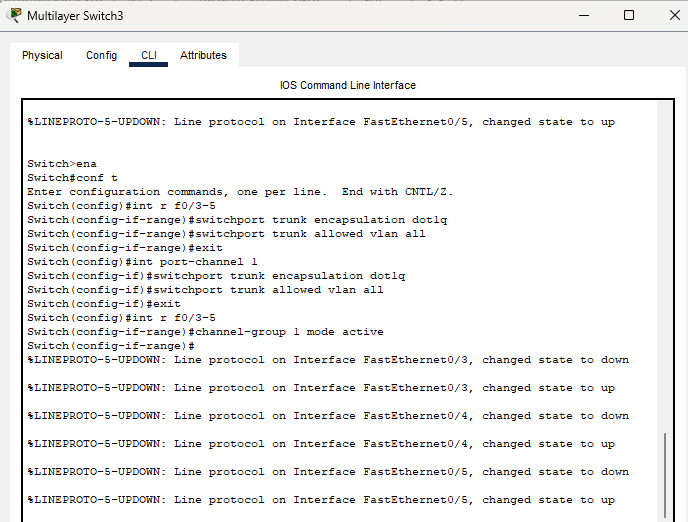 Multilayer Switch3
Physical Config CLI Attributes
IOS Command Line Interface
%LINEPROTO-5-UPDOWN: Line protocol on Interface FastEthernet0/5, changed state to up
Switch>ena
Switch#conf t
Enter configuration commands, one per line.  End with CNTL/Z.
Switch(config)#int r f0/3-5
Switch(config-if-range)#switchport trunk encapsulation dot1q
Switch(config-if-range)#switchport trunk allowed vlan all
Switch(config-if-range)#exit
Switch(config)#int port-channel 1
Switch(config-if)#switchport trunk encapsulation dot1q
Switch(config-if)#switchport trunk allowed vlan all
Switch(config-if)#exit
Switch(config)#int r f0/3-5
Switch(config-if-range)#channel-group 1 mode active
Switch(config-if-range)#
%LINEPROTO-5-UPDOWN: Line protocol on Interface FastEthernet0/3, changed state to down
%LINEPROTO-5-UPDOWN: Line protocol on Interface FastEthernet0/3, changed state to up
%LINEPROTO-5-UPDOWN: Line protocol on Interface FastEthernet0/4, changed state to down
%LINEPROTO-5-UPDOWN: Line protocol on Interface FastEthernet0/4, changed state to up
%LINEPROTO-5-UPDOWN: Line protocol on Interface FastEthernet0/5, changed state to down
%LINEPROTO-5-UPDOWN: Line protocol on Interface FastEthernet0/5, changed state to up